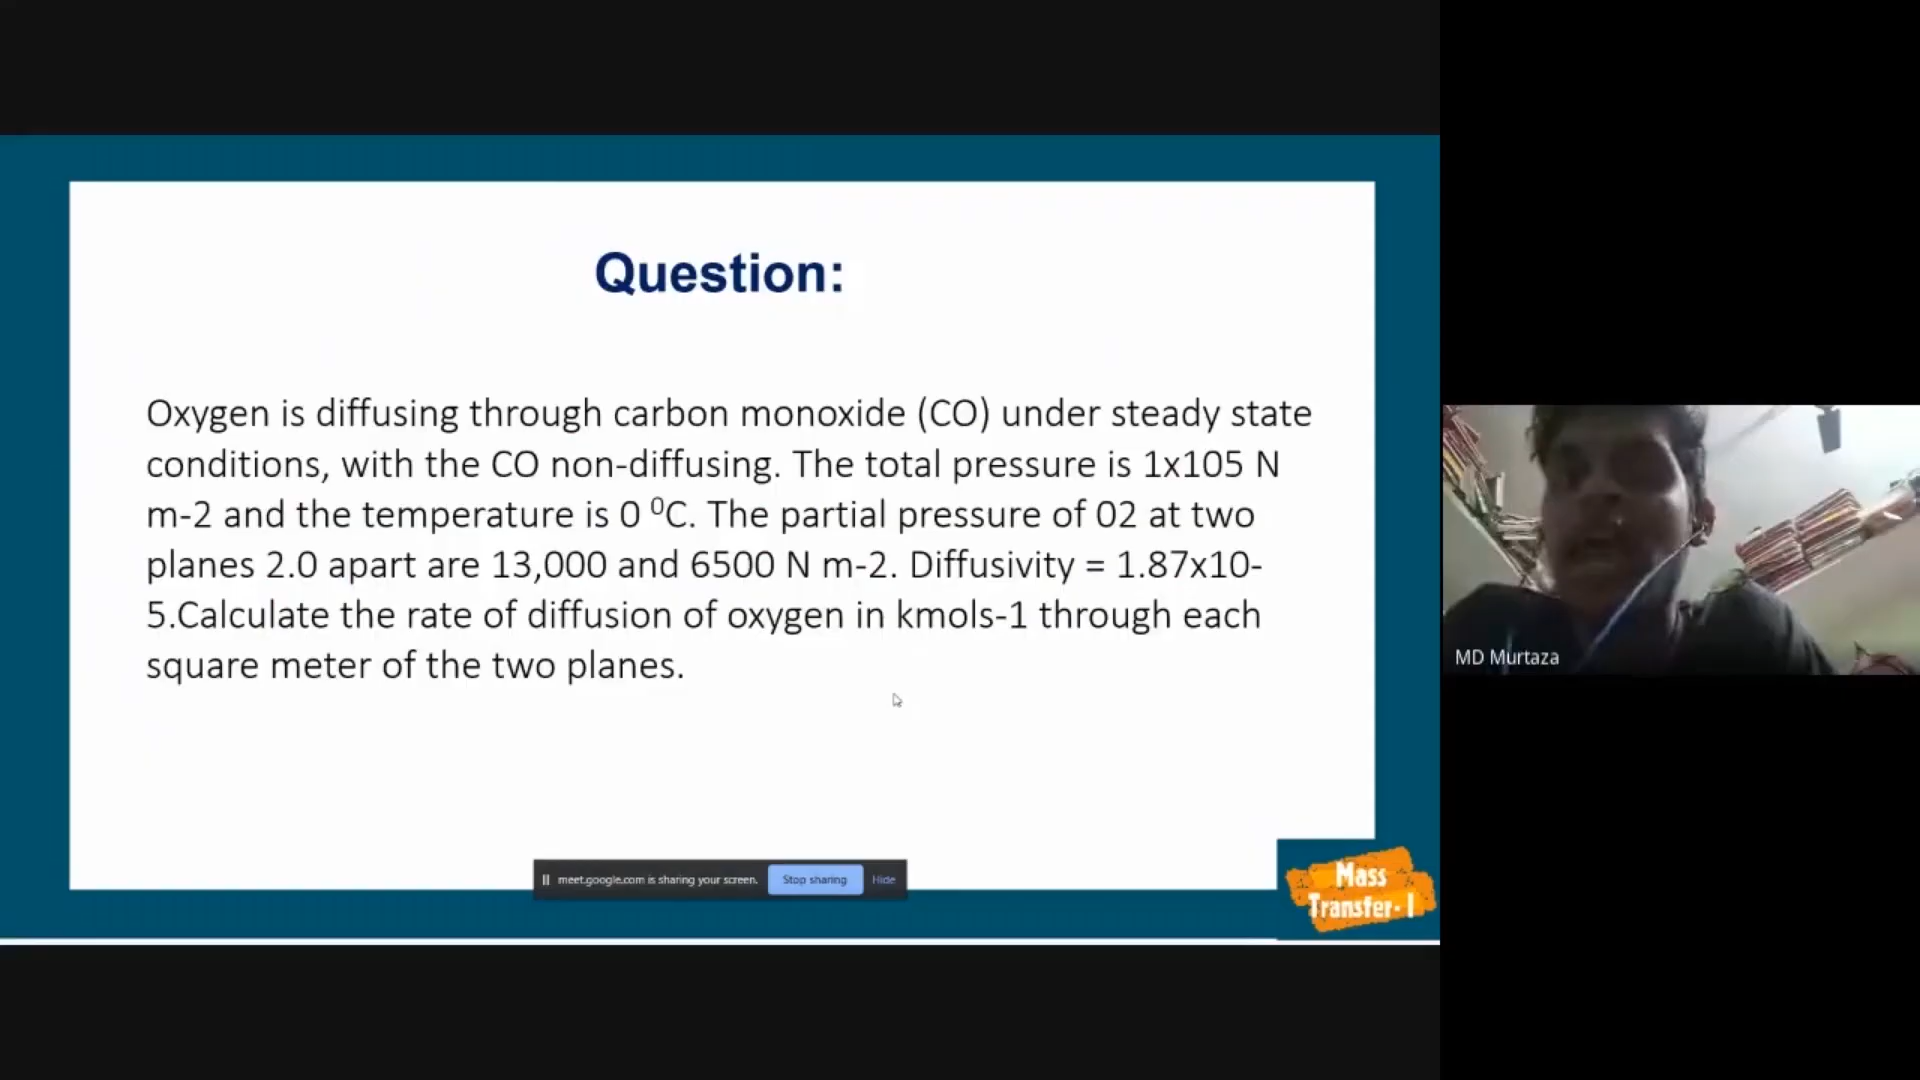 Question:
Oxygen is diffusing through carbon monoxide (CO) under steady state
conditions, with the CO non-diffusing. The total pressure is 1x105 N
m-2 and the temperature is 0 ⁰C. The partial pressure of 02 at two
planes 2.0 apart are 13,000 and 6500 N m-2. Diffusivity = 1.87x10-
5.Calculate the rate of diffusion of oxygen in kmols-1 through each
square meter of the two planes.
MD Murtaza
meet.google.com is sharing your screen. Stop sharing Hide
Mass
Transfer- I